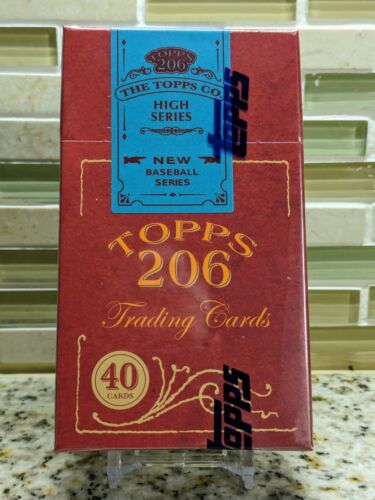 TOPPS
206
THE TOPPS CO.
HIGH
SERIES
NEW
BASEBALL
SERIES
topps
TOPPS
206
Trading Cards
40
CARDS
topps